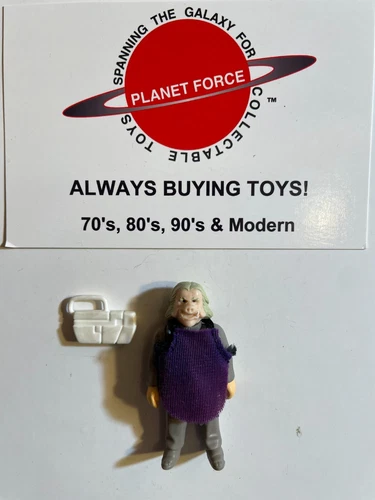 SPANNING THE GALAXY FOR
COLLECTABLE TOYS
PLANET FORCE
™
ALWAYS BUYING TOYS!
70's, 80's, 90's & Modern